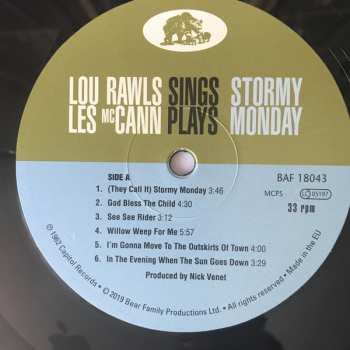 LOU RAWLS SINGS STORMY
LES McCANN PLAYS MONDAY
SIDE A
BAF 18043
1. (They Call It) Stormy Monday 3:46
2. God Bless The Child 4:30
3. See See Rider 3:12
4. Willow Weep For Me 5:57
5. I'm Gonna Move To The Outskirts Of Town 4:00
6. In The Evening When The Sun Goes Down 3:29
Produced by Nick Venet
MCPS LC 05197
33 rpm
℗ 1962 Capitol Records • © 2019 Bear Family Productions Ltd. • All rights reserved • Made in the EU